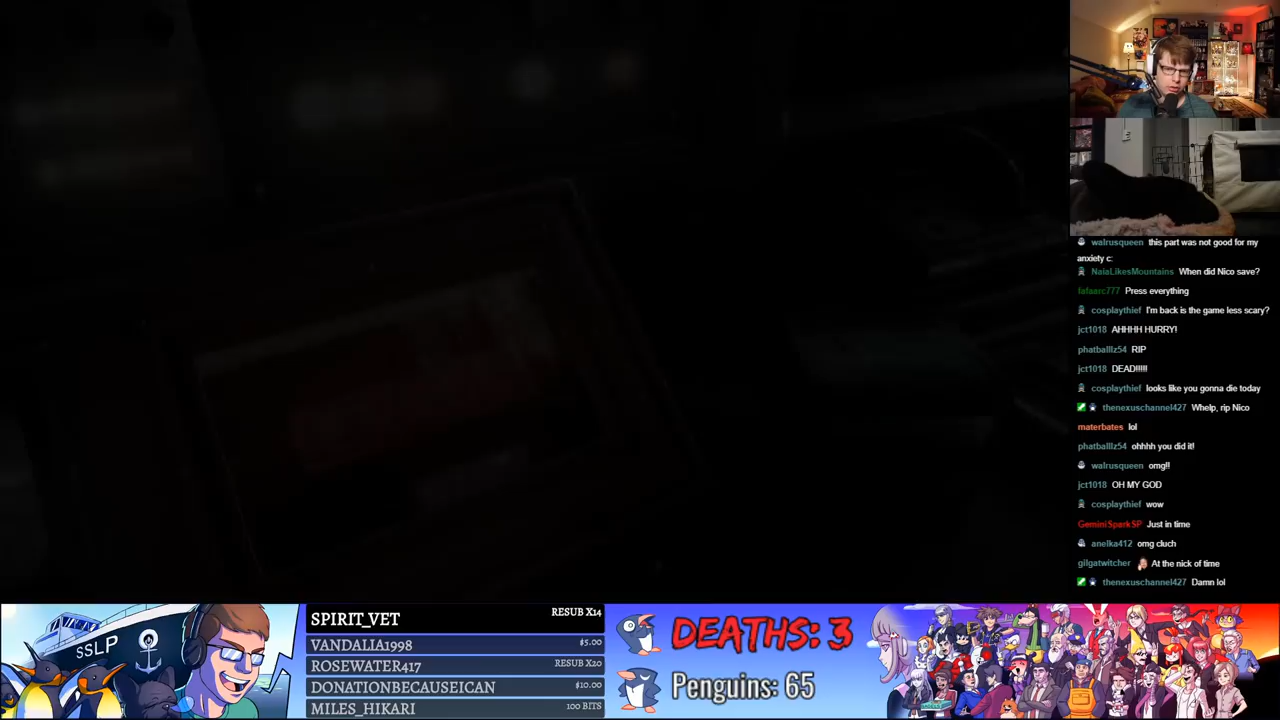 walrusqueen this part was not good for my
anxiety c:
NaiaLikesMountains When did Nico save?
fafaarc777 Press everything
cosplaythief I'm back is the game less scary?
jct1018 AHHHH HURRY!
phatballlz54 RIP
jct1018 DEAD!!!!!
cosplaythief looks like you gonna die today
thenexuschannel427 Whelp, rip Nico
materbates lol
phatballlz54 ohhhh you did it!
walrusqueen omg!!
jct1018 OH MY GOD
cosplaythief wow
GeminiSparkSP Just in time
anelka412 omg cluch
gilgatwitcher At the nick of time
thenexuschannel427 Damn lol
SSLP
SPIRIT_VET RESUB X14
VANDALIA1998 $5.00
ROSEWATER417 RESUB X20
DONATIONBECAUSEICAN $10.00
MILES_HIKARI 100 BITS
DEATHS: 3
Penguins: 65